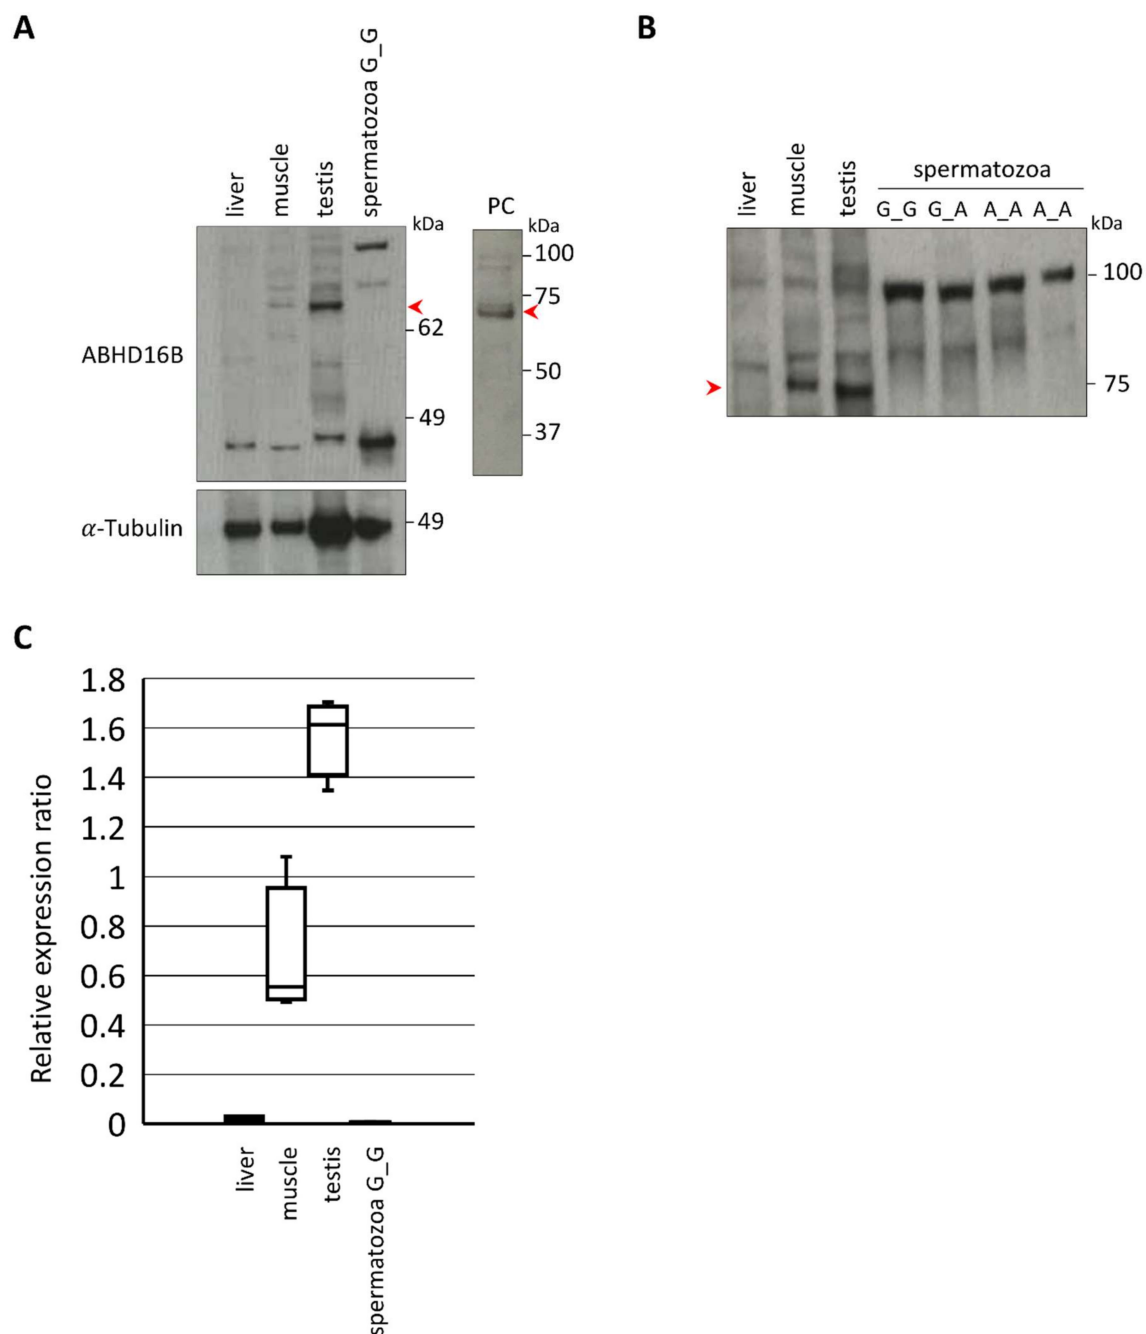 A
liver
muscle
testis
spermatozoa G_G
kDa
62
49
ABHD16B
α-Tubulin
49
PC
kDa
100
75
50
37
B
liver
muscle
testis
spermatozoa
G_G G_A A_A A_A
kDa
100
75
C
Relative expression ratio
1.8
1.6
1.4
1.2
1
0.8
0.6
0.4
0.2
0
liver
muscle
testis
spermatozoa G_G